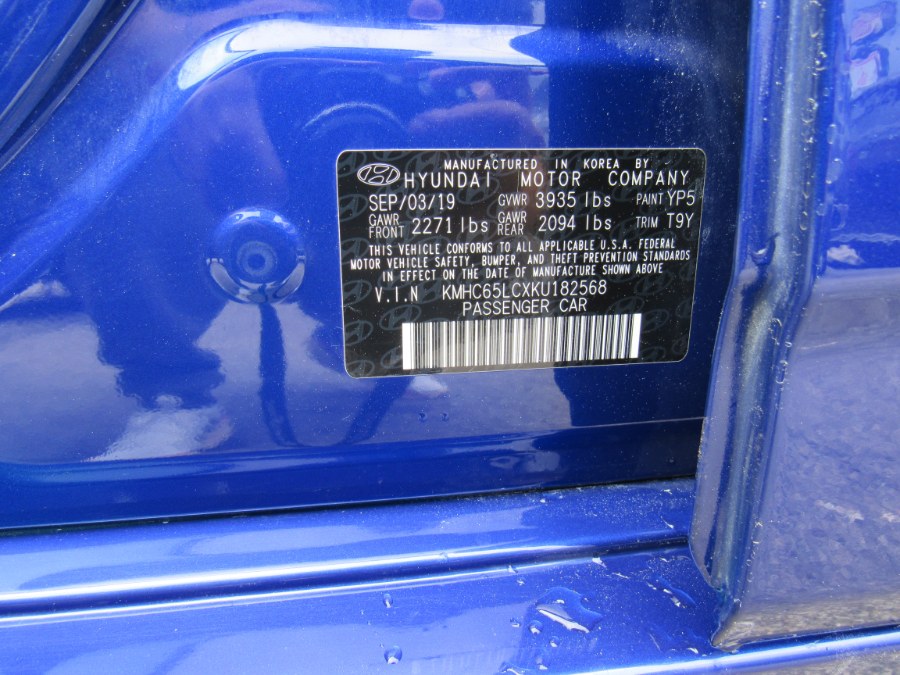 MANUFACTURED IN KOREA BY
HYUNDAI MOTOR COMPANY
SEP/03/19 GVWR 3935 lbs PAINT YP5
GAWR FRONT 2271 lbs GAWR REAR 2094 lbs TRIM T9Y
THIS VEHICLE CONFORMS TO ALL APPLICABLE U.S.A. FEDERAL
MOTOR VEHICLE SAFETY, BUMPER, AND THEFT PREVENTION STANDARDS
IN EFFECT ON THE DATE OF MANUFACTURE SHOWN ABOVE
V.I.N KMHC65LCXKU182568
PASSENGER CAR